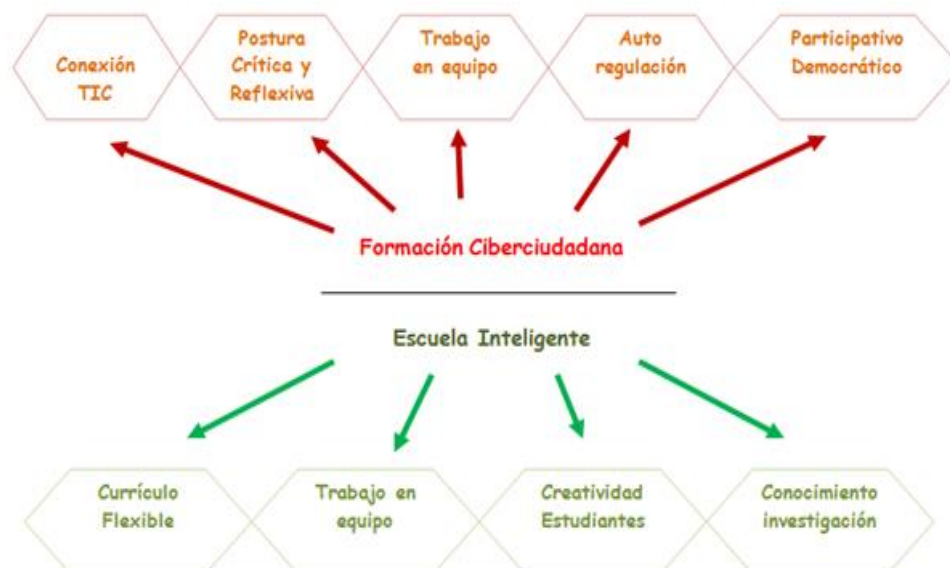 Conexión
TIC
Postura
Crítica y
Reflexiva
Trabajo
en equipo
Auto
regulación
Participativo
Democrático
Formación Ciberciudadana
Escuela Inteligente
Currículo
Flexible
Trabajo en
equipo
Creatividad
Estudiantes
Conocimiento
investigación